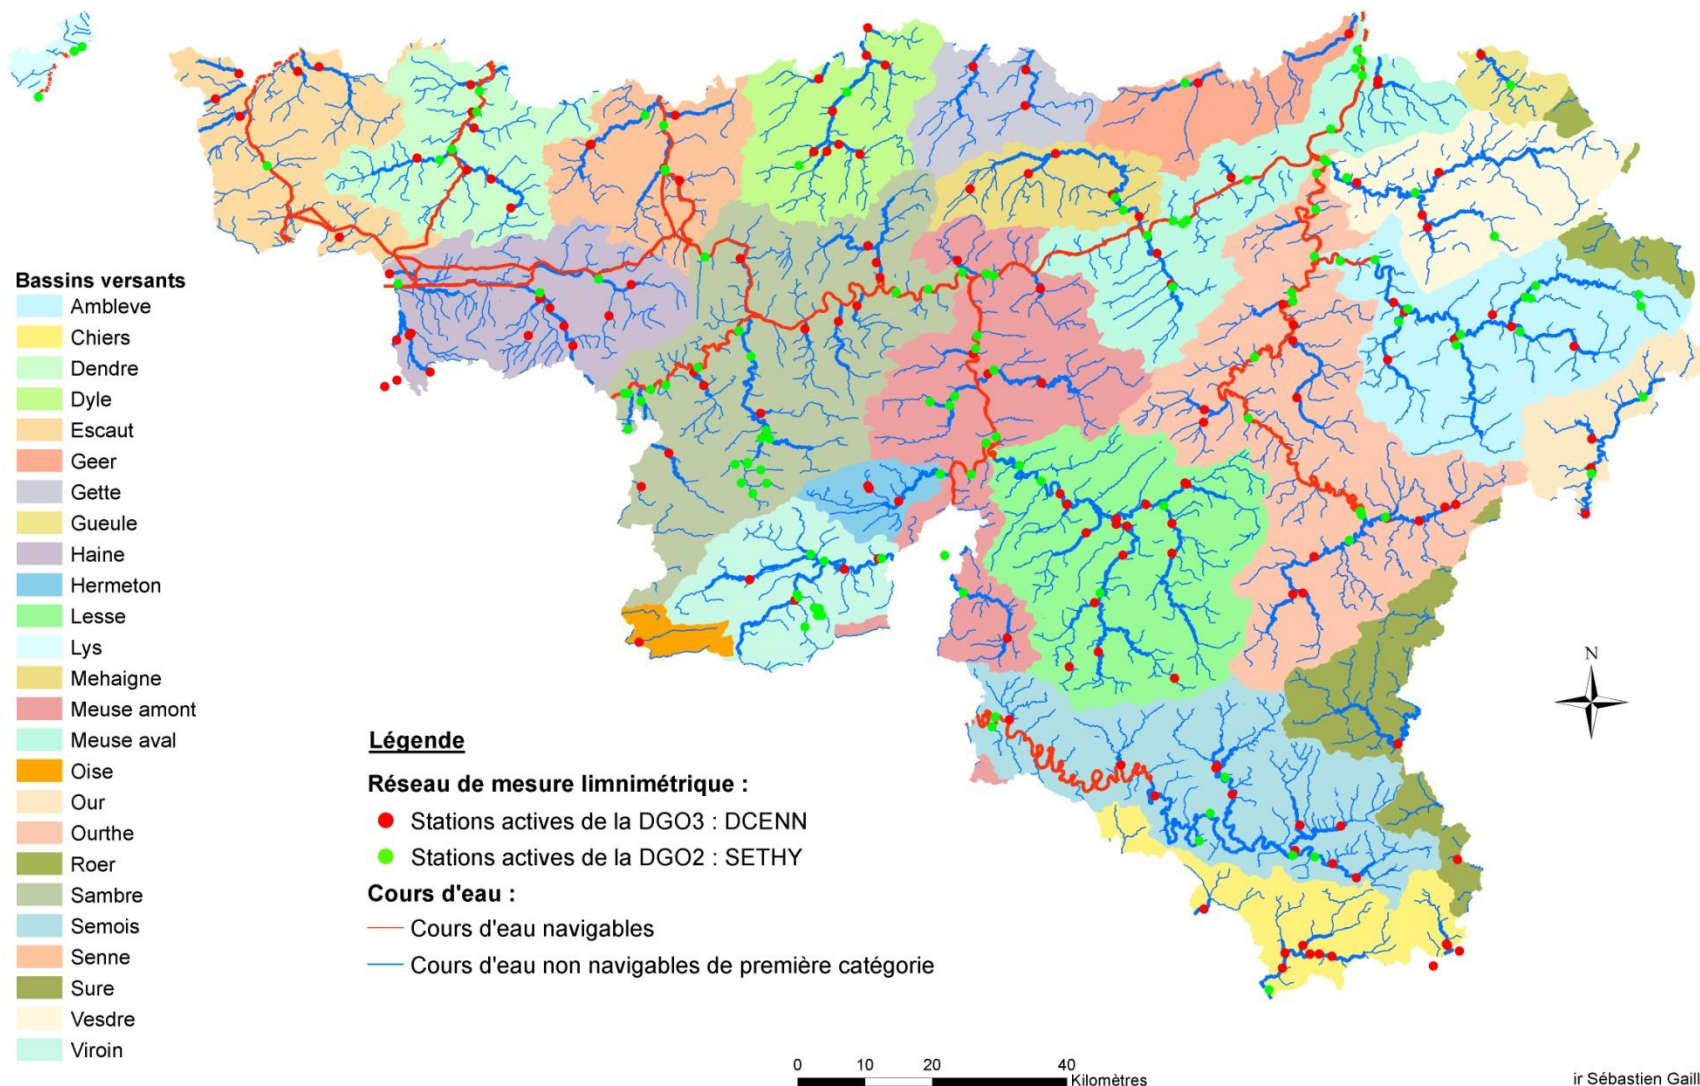 Bassins versants
Ambleve
Chiers
Dendre
Dyle
Escaut
Geer
Gette
Gueule
Haine
Hermeton
Lesse
Lys
Mehaigne
Meuse amont
Meuse aval
Oise
Our
Ourthe
Roer
Sambre
Semois
Senne
Sure
Vesdre
Viroin
Légende
Réseau de mesure limnimétrique :
Stations actives de la DGO3 : DCENN
Stations actives de la DGO2 : SETHY
Cours d'eau :
Cours d'eau navigables
Cours d'eau non navigables de première catégorie
N
0 10 20 40
Kilomètres
ir Sébastien Gaill